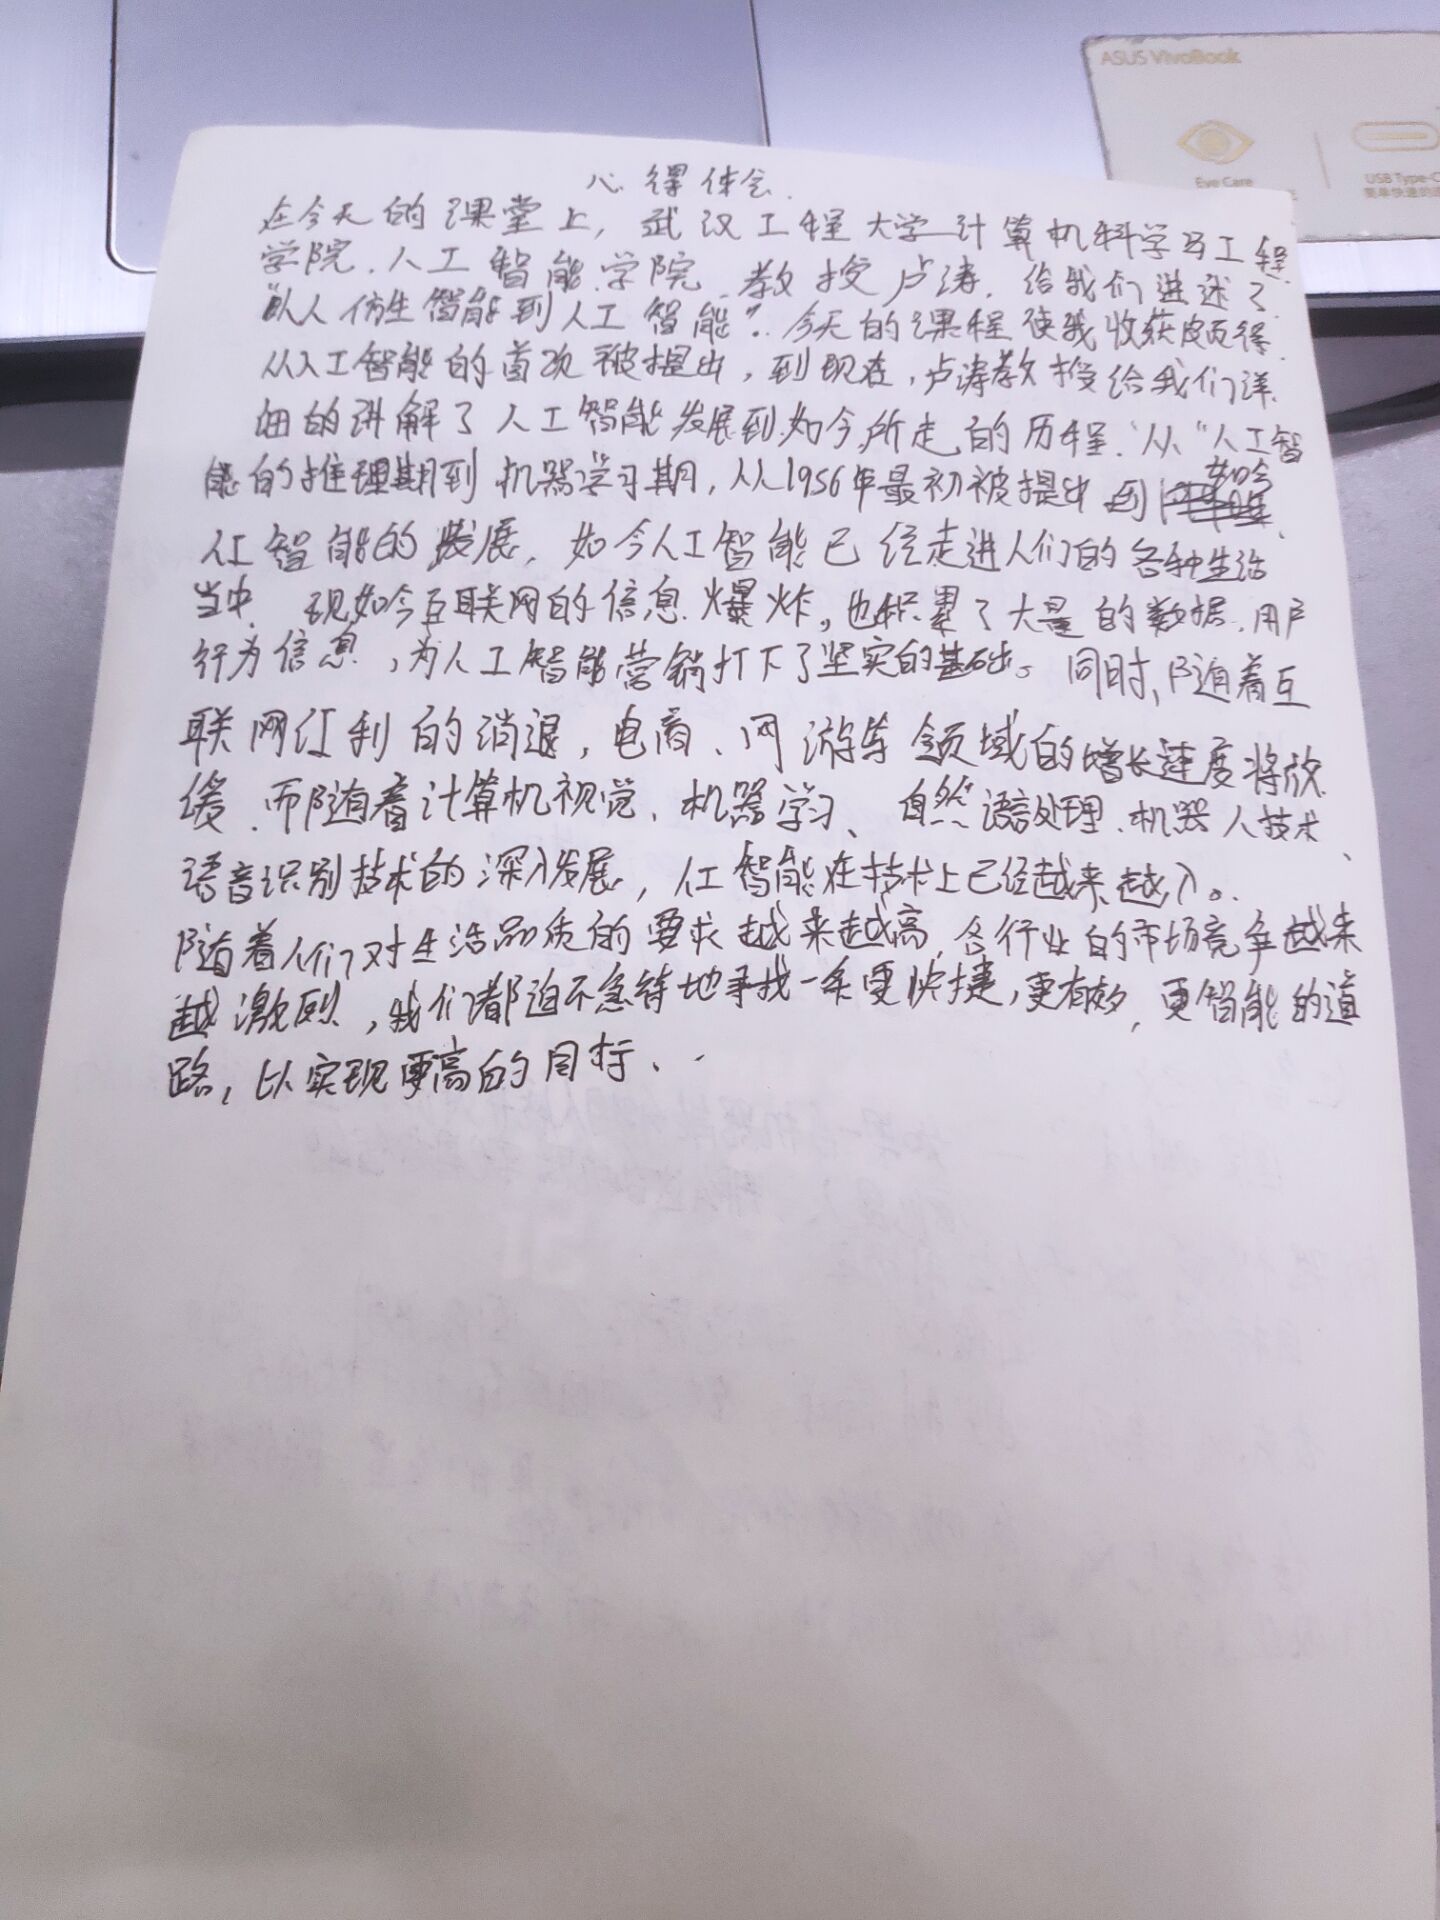 ASUS VivoBook
Eye Care
USB Type-C
心得体会.
在今天的课堂上, 武汉工程大学计算机科学与工程
学院、人工智能学院 教授卢涛. 给我们讲述了
"从人仿生智能到人工智能". 今天的课程使我收获颇得.
从人工智能的首次被提出, 到现在, 卢涛教授给我们详
细的讲解了人工智能发展到如今所走的历程. 从"人工智
能的推理期到机器学习期, 从1956年最初被提出到如今
人工智能的发展, 如今人工智能已经走进人们的各种生活
当中. 现如今互联网的信息爆炸, 也积累了大量的数据、用户
行为信息, 为人工智能营销打下了坚实的基础。同时, 随着互
联网红利的消退, 电商、网游等领域的增长速度将放
缓. 而随着计算机视觉、机器学习、自然语言处理、机器人技术、
语音识别技术的深入发展, 人工智能在技术上已经越来越入。
随着人们对生活品质的要求越来越高, 各行业的市场竞争越来
越激烈, 我们都迫不急待地寻找一条更快捷, 更有效, 更智能的道
路, 以实现更高的目标、.